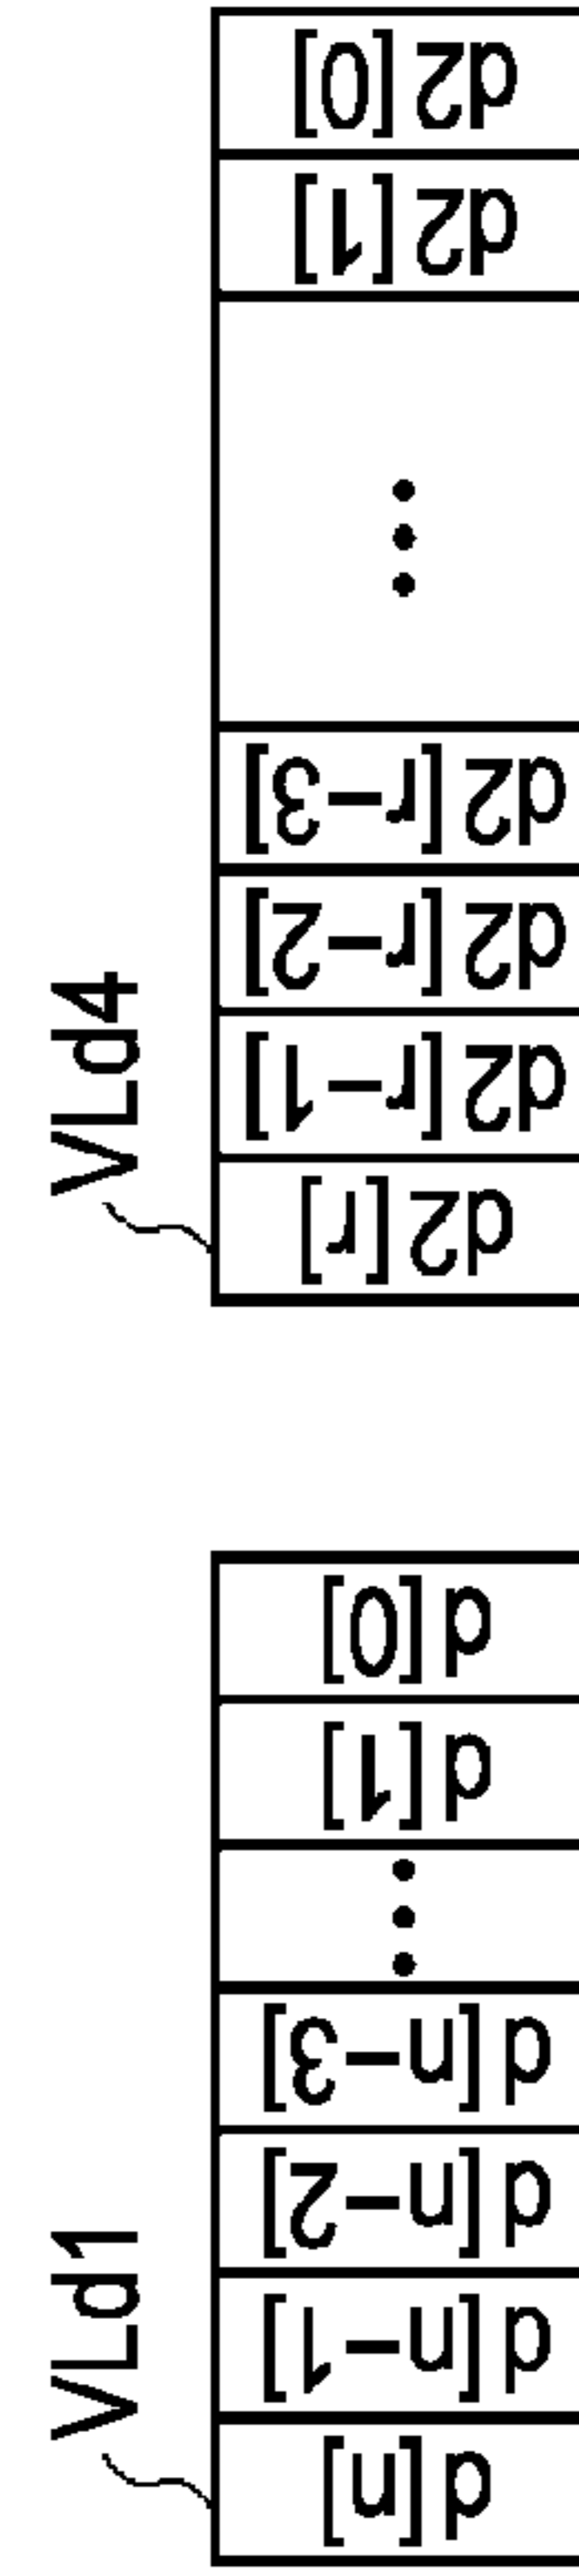 VLd1
d [n]
d [n−1]
d [n−2]
d [n−3]
•••
d [1]
d [0]
VLd4
d2 [r]
d2 [r−1]
d2 [r−2]
d2 [r−3]
•••
d2 [1]
d2 [0]